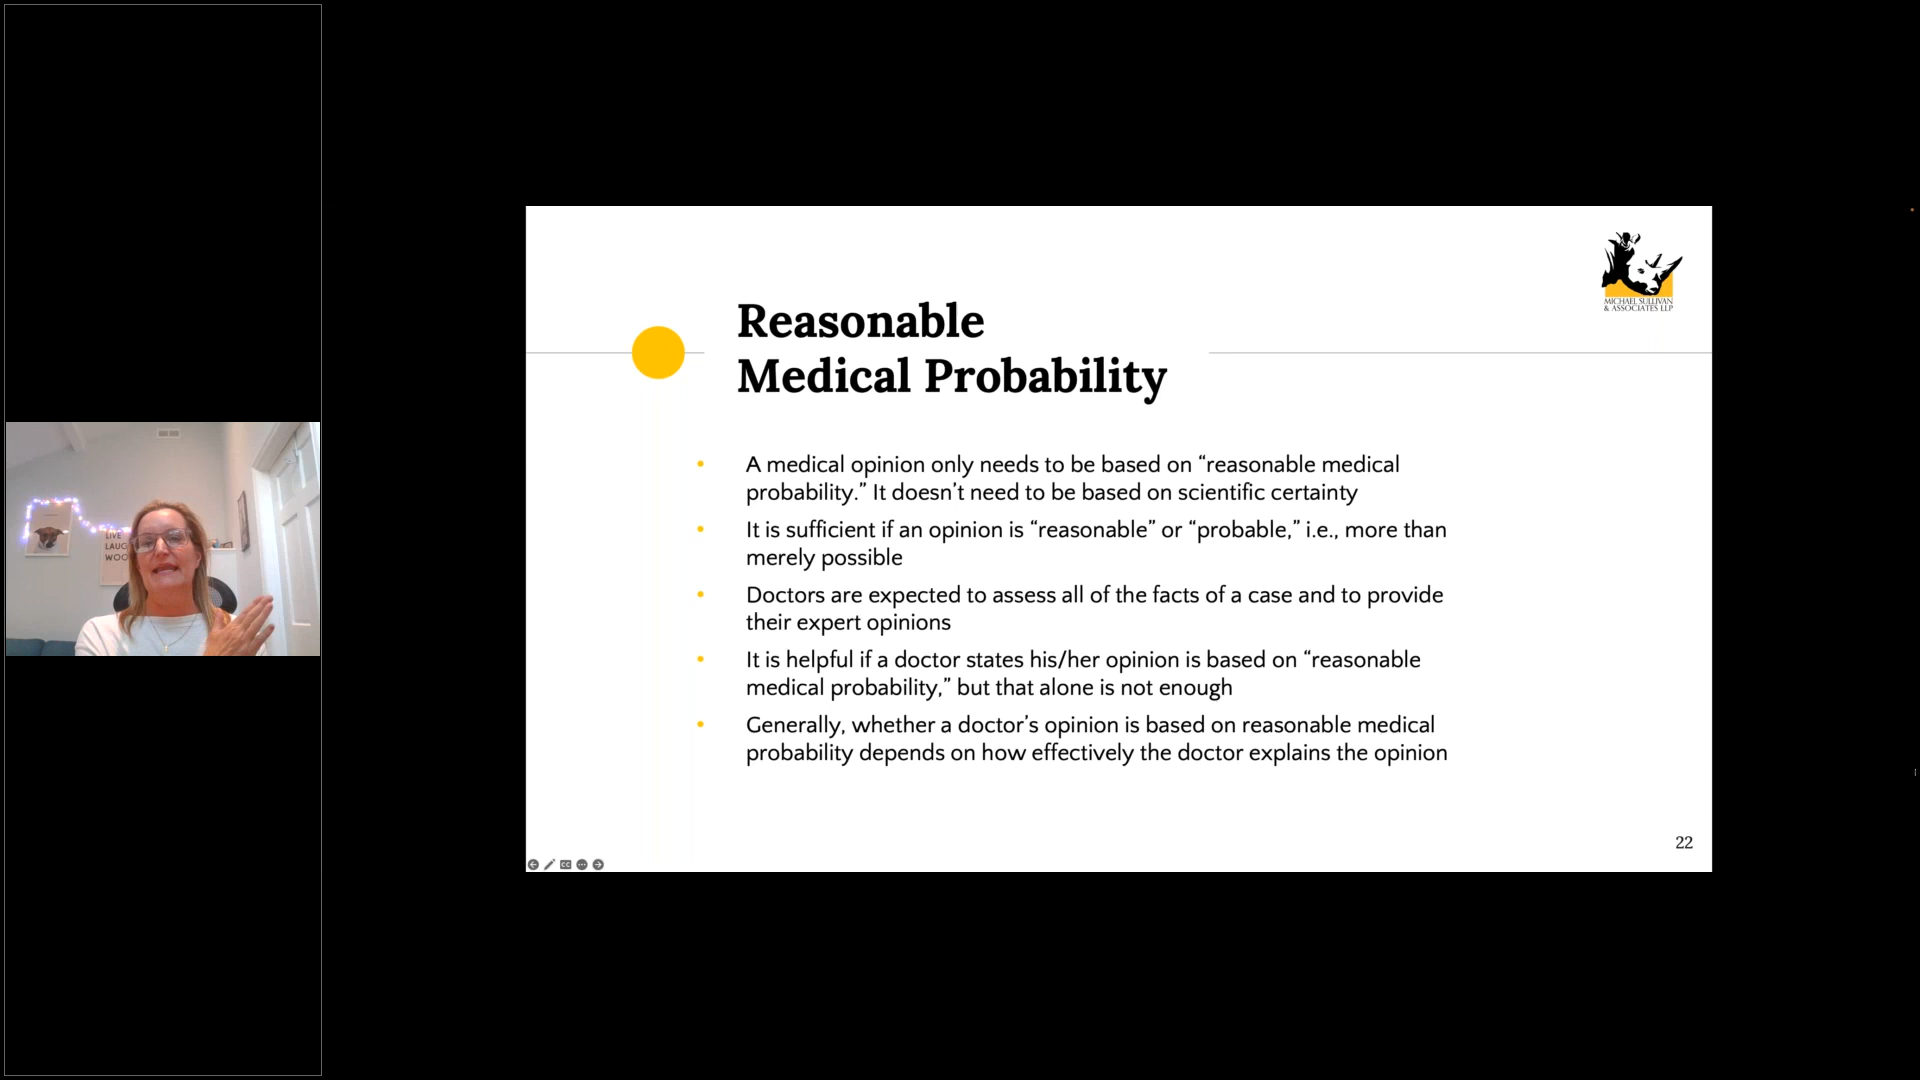 LIVE
LAUG
WOO
MICHAEL SULLIVAN
& ASSOCIATES LLP
Reasonable
Medical Probability
• A medical opinion only needs to be based on “reasonable medical
probability.” It doesn’t need to be based on scientific certainty
• It is sufficient if an opinion is “reasonable” or “probable,” i.e., more than
merely possible
• Doctors are expected to assess all of the facts of a case and to provide
their expert opinions
• It is helpful if a doctor states his/her opinion is based on “reasonable
medical probability,” but that alone is not enough
• Generally, whether a doctor’s opinion is based on reasonable medical
probability depends on how effectively the doctor explains the opinion
22
CC